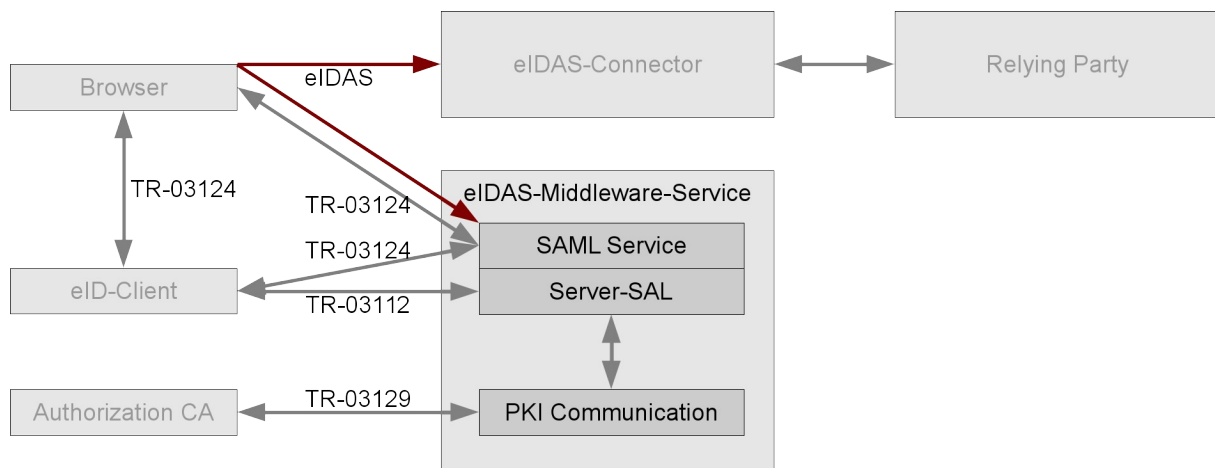 eIDAS-Connector
Relying Party
eIDAS
Browser
TR-03124
eIDAS-Middleware-Service
TR-03124
SAML Service
TR-03124
eID-Client
Server-SAL
TR-03112
TR-03129
Authorization CA
PKI Communication